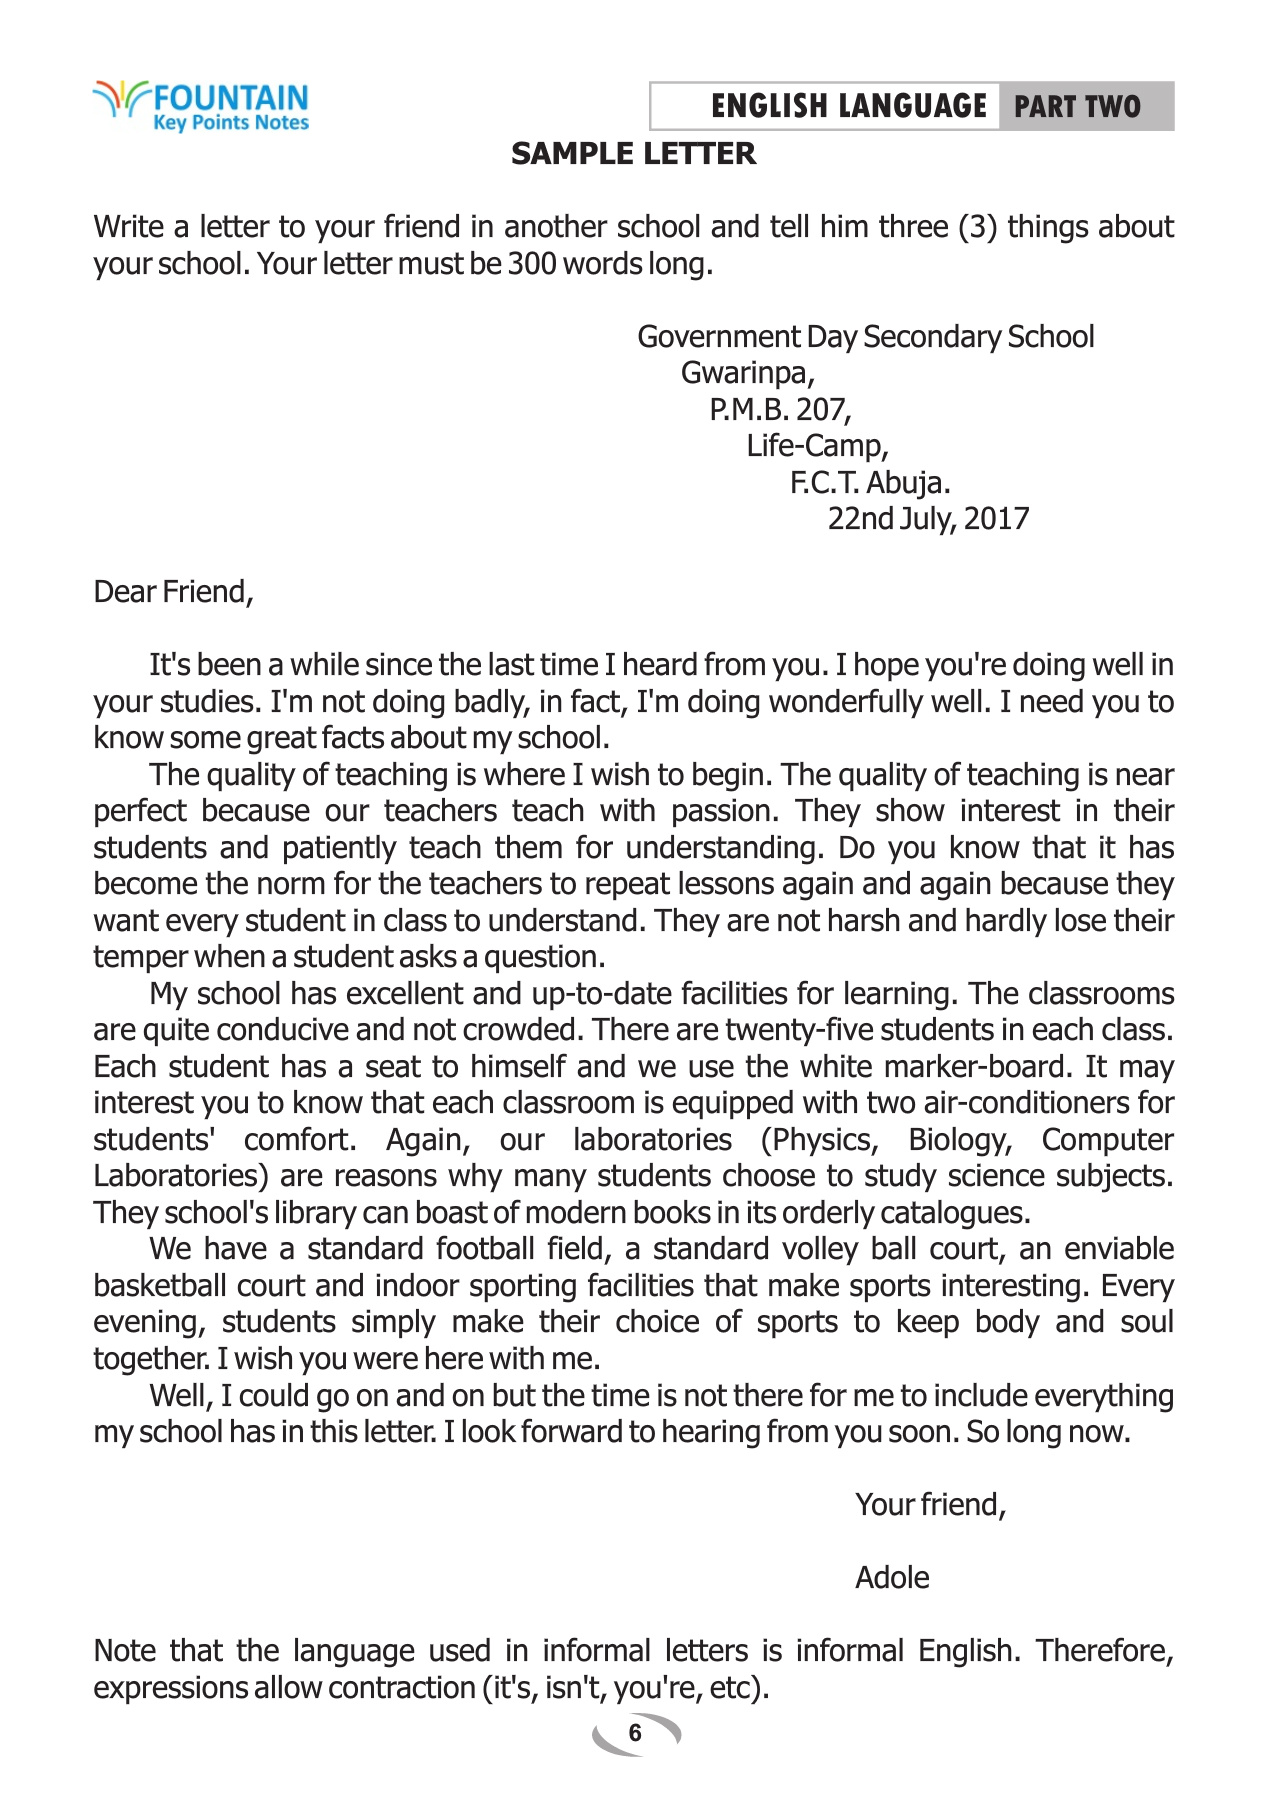 FOUNTAIN
Key Points Notes
ENGLISH LANGUAGE PART TWO
SAMPLE LETTER
Write a letter to your friend in another school and tell him three (3) things about
your school. Your letter must be 300 words long.
Government Day Secondary School
Gwarinpa,
P.M.B. 207,
Life-Camp,
F.C.T. Abuja.
22nd July, 2017
Dear Friend,
It's been a while since the last time I heard from you. I hope you're doing well in
your studies. I'm not doing badly, in fact, I'm doing wonderfully well. I need you to
know some great facts about my school.
The quality of teaching is where I wish to begin. The quality of teaching is near
perfect because our teachers teach with passion. They show interest in their
students and patiently teach them for understanding. Do you know that it has
become the norm for the teachers to repeat lessons again and again because they
want every student in class to understand. They are not harsh and hardly lose their
temper when a student asks a question.
My school has excellent and up-to-date facilities for learning. The classrooms
are quite conducive and not crowded. There are twenty-five students in each class.
Each student has a seat to himself and we use the white marker-board. It may
interest you to know that each classroom is equipped with two air-conditioners for
students' comfort. Again, our laboratories (Physics, Biology, Computer
Laboratories) are reasons why many students choose to study science subjects.
They school's library can boast of modern books in its orderly catalogues.
We have a standard football field, a standard volley ball court, an enviable
basketball court and indoor sporting facilities that make sports interesting. Every
evening, students simply make their choice of sports to keep body and soul
together. I wish you were here with me.
Well, I could go on and on but the time is not there for me to include everything
my school has in this letter. I look forward to hearing from you soon. So long now.
Your friend,
Adole
Note that the language used in informal letters is informal English. Therefore,
expressions allow contraction (it's, isn't, you're, etc).
6